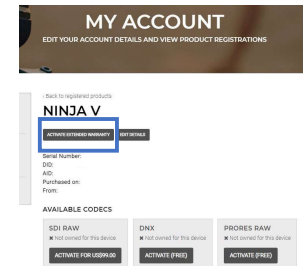 MY ACCOUNT
EDIT YOUR ACCOUNT DETAILS AND VIEW PRODUCT REGISTRATIONS
‹ Back to registered products
NINJA V
ACTIVATE EXTENDED WARRANTY EDIT DETAILS
Serial Number:
DID:
AID:
Purchased on:
From:
AVAILABLE CODECS
SDI RAW
✖ Not owned for this device
ACTIVATE FOR US$99.00
DNX
✖ Not owned for this device
ACTIVATE (FREE)
PRORES RAW
✖ Not owned for this device
ACTIVATE (FREE)